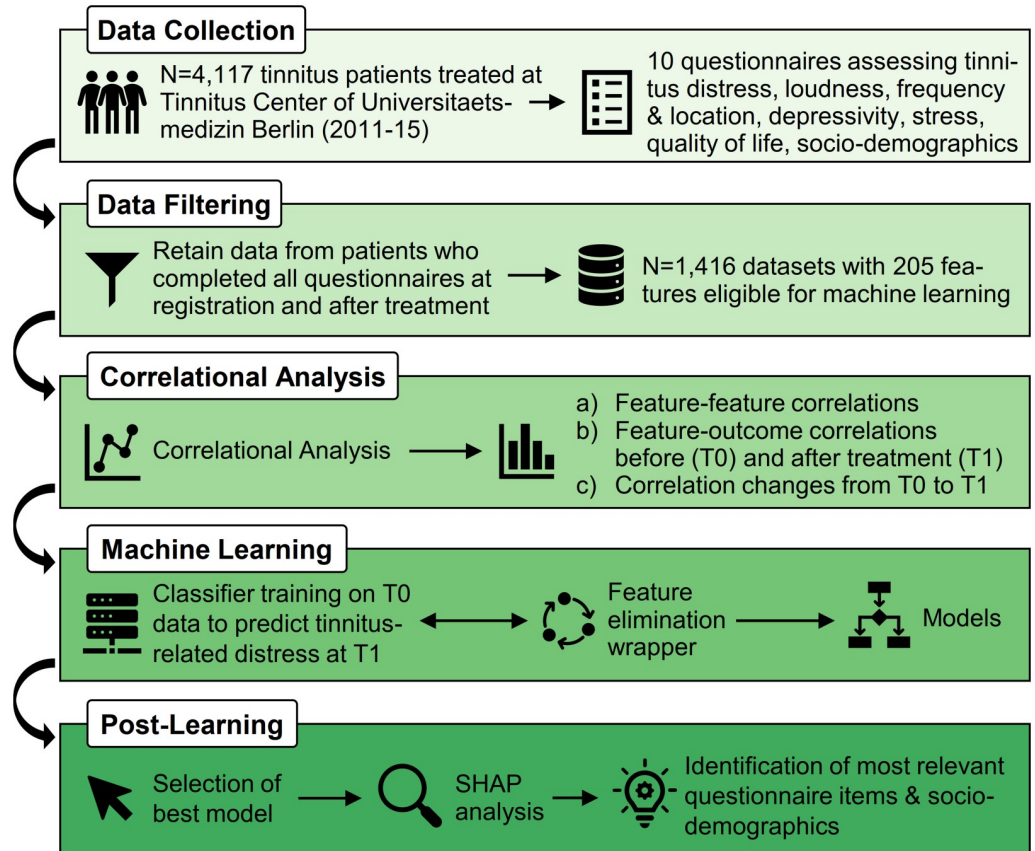 Data Collection
N=4,117 tinnitus patients treated at
Tinnitus Center of Universitaets-
medizin Berlin (2011-15)
10 questionnaires assessing tinni-
tus distress, loudness, frequency
& location, depressivity, stress,
quality of life, socio-demographics
Data Filtering
Retain data from patients who
completed all questionnaires at
registration and after treatment
N=1,416 datasets with 205 fea-
tures eligible for machine learning
Correlational Analysis
Correlational Analysis
a) Feature-feature correlations
b) Feature-outcome correlations
before (T0) and after treatment (T1)
c) Correlation changes from T0 to T1
Machine Learning
Classifier training on T0
data to predict tinnitus-
related distress at T1
Feature
elimination
wrapper
Models
Post-Learning
Selection of
best model
SHAP
analysis
Identification of most relevant
questionnaire items & socio-
demographics